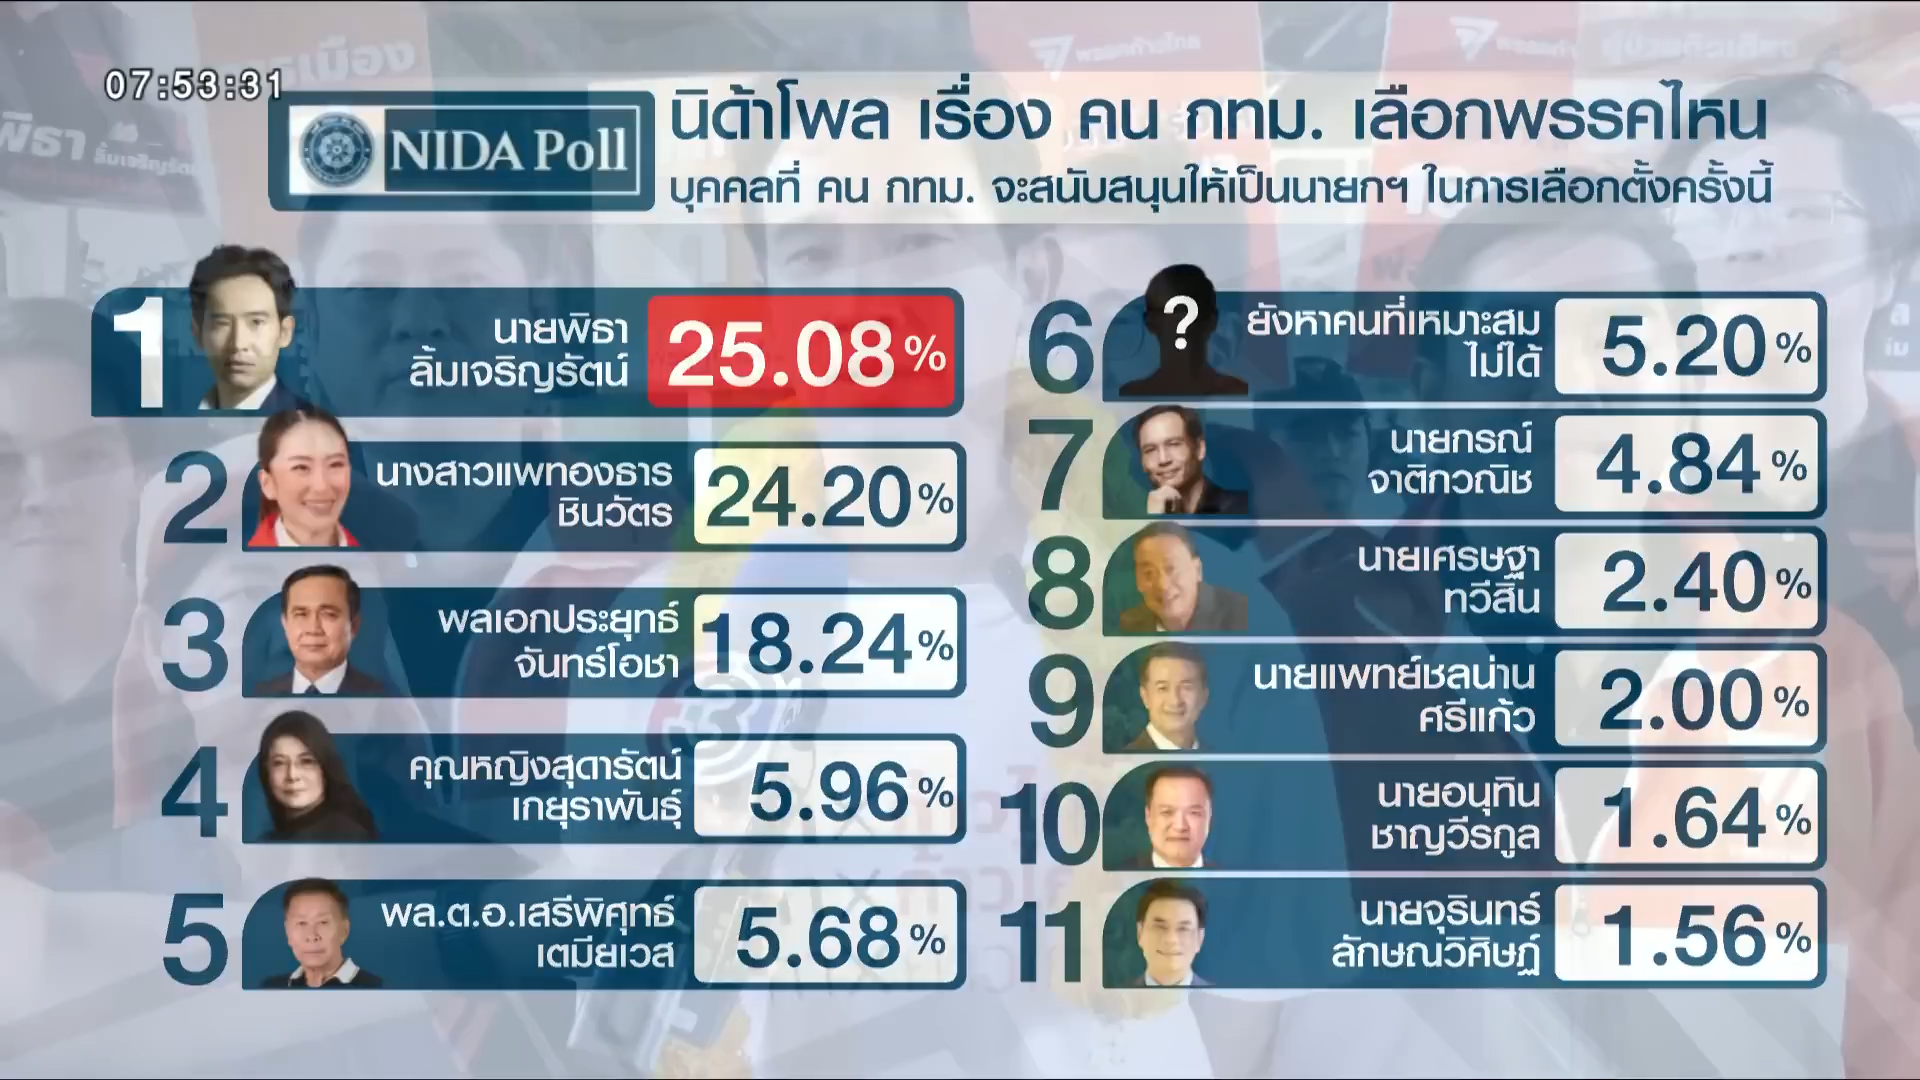 07:53:31
NIDA Poll
นิด้าโพล เรื่อง คน กทม. เลือกพรรคไหน
บุคคลที่ คน กทม. จะสนับสนุนให้เป็นนายกฯ ในการเลือกตั้งครั้งนี้
1
นายพิธา
ลิ้มเจริญรัตน์
25.08%
2
นางสาวแพทองธาร
ชินวัตร
24.20%
3
พลเอกประยุทธ์
จันทร์โอชา
18.24%
4
คุณหญิงสุดารัตน์
เกยุราพันธุ์
5.96%
5
พล.ต.อ.เสรีพิศุทธ์
เตมียเวส
5.68%
6
?
ยังหาคนที่เหมาะสม
ไม่ได้
5.20%
7
นายกรณ์
จาติกวณิช
4.84%
8
นายเศรษฐา
ทวีสิน
2.40%
9
นายแพทย์ชลน่าน
ศรีแก้ว
2.00%
10
นายอนุทิน
ชาญวีรกูล
1.64%
11
นายจุรินทร์
ลักษณวิศิษฏ์
1.56%